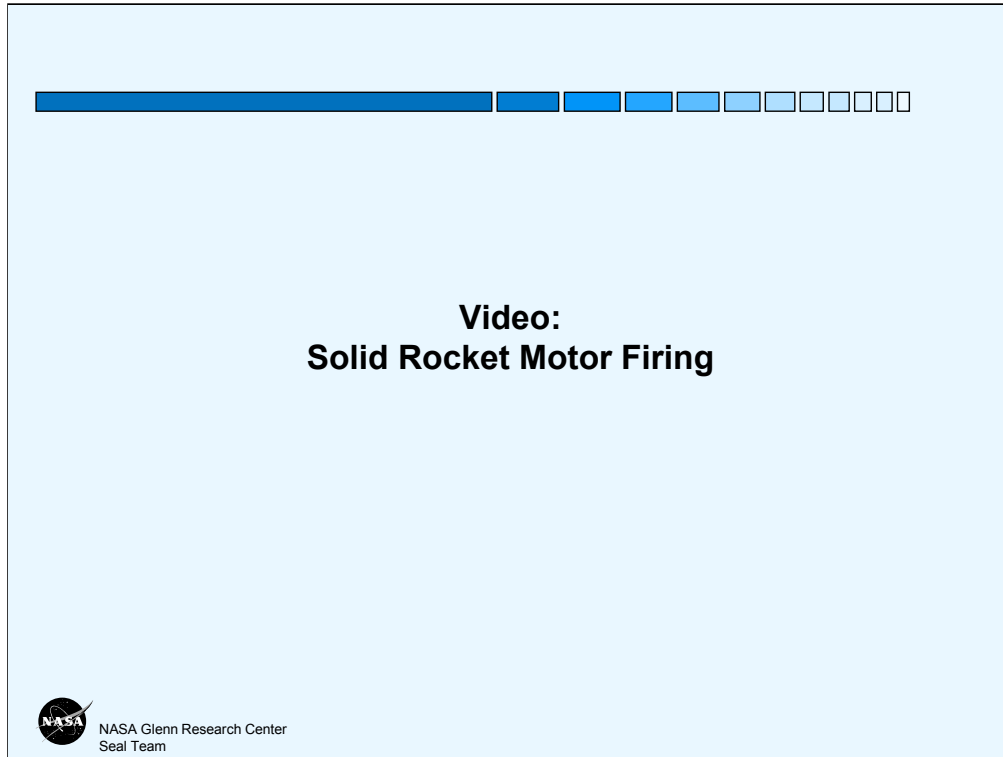 Video:
Solid Rocket Motor Firing
NASA
NASA Glenn Research Center
Seal Team